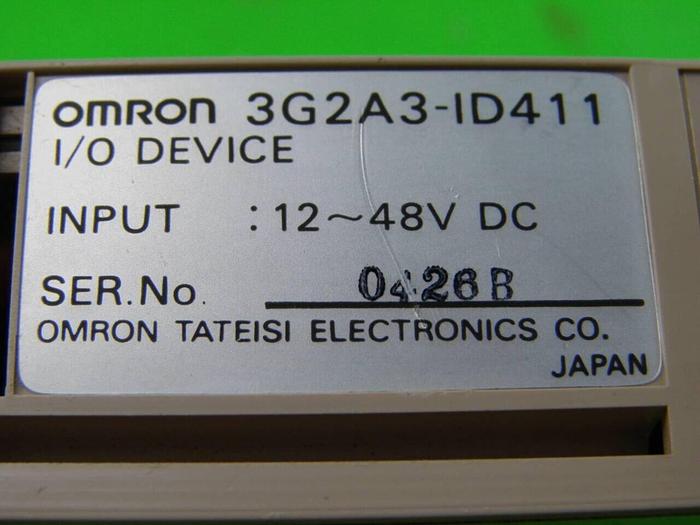 omRon 3G2A3-ID411
I/O DEVICE
INPUT : 12~48V DC
SER.No. 0426B
OMRON TATEISI ELECTRONICS CO.
JAPAN